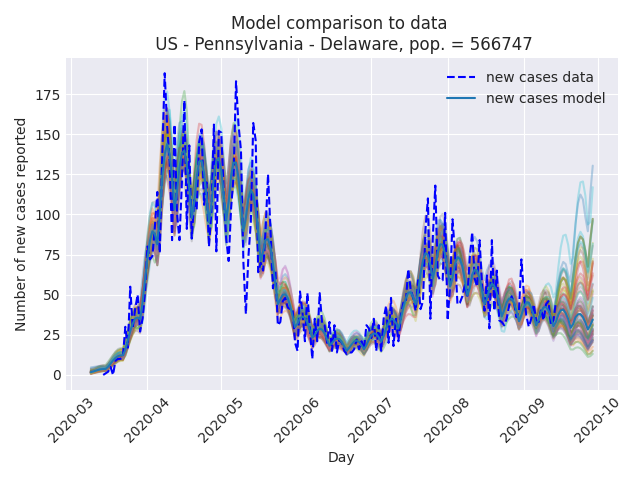 Model comparison to data
US - Pennsylvania - Delaware, pop. = 566747
new cases data
new cases model
Number of new cases reported
175
150
125
100
75
50
25
0
2020-03
2020-04
2020-05
2020-06
2020-07
2020-08
2020-09
2020-10
Day